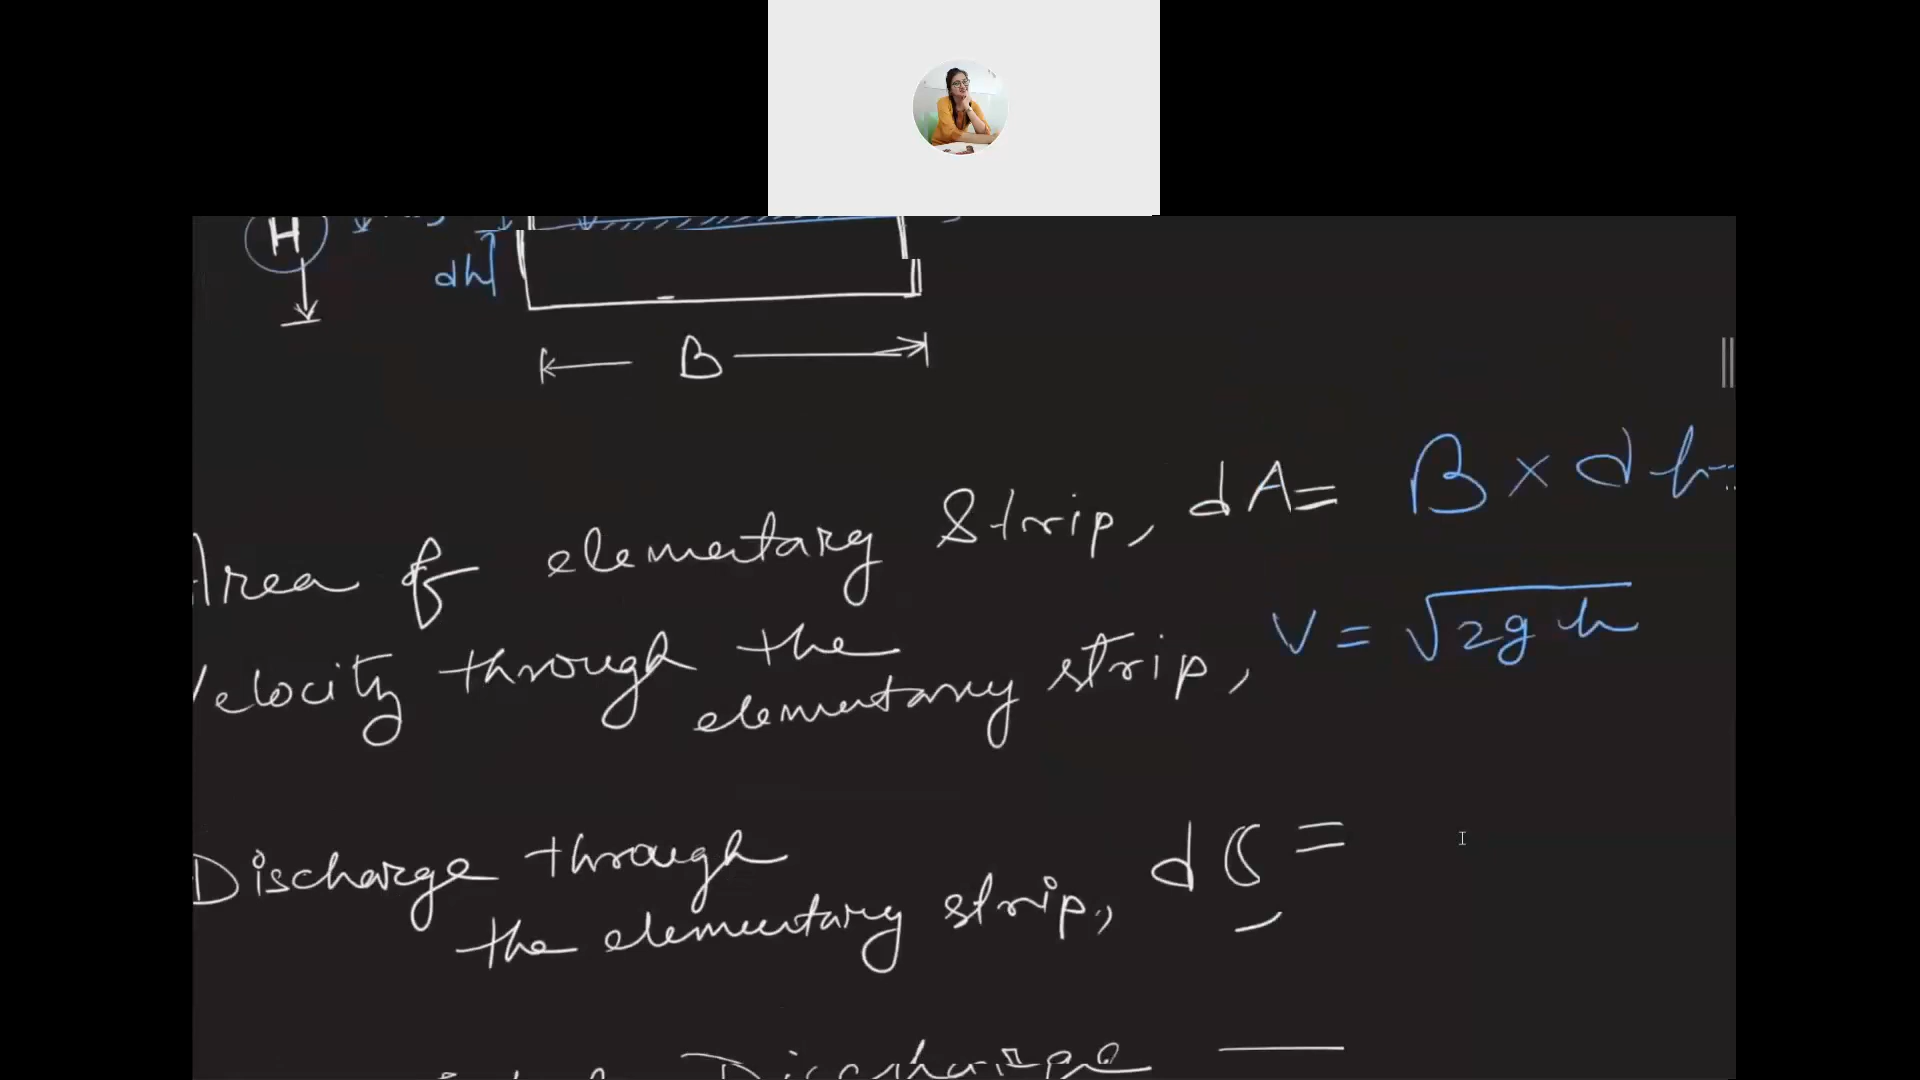 H
dh
B
Area of elementary Strip, dA = B × dh
Velocity through the elementary strip, V = √2gh
Discharge through
the elementary strip, dQ =
Discharge